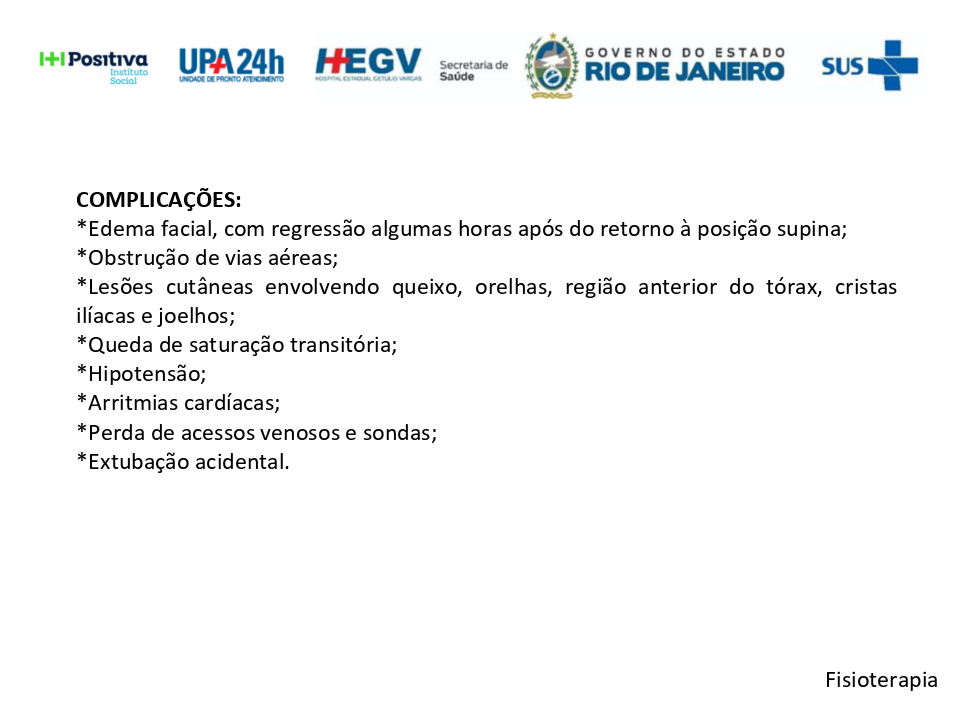 Positiva
Instituto
Social
UPA 24h
UNIDADE DE PRONTO ATENDIMENTO
HEGV
HOSPITAL ESTADUAL GETULIO VARGAS
Secretaria de
Saúde
GOVERNO DO ESTADO
RIO DE JANEIRO
SUS
COMPLICAÇÕES:
*Edema facial, com regressão algumas horas após do retorno à posição supina;
*Obstrução de vias aéreas;
*Lesões cutâneas envolvendo queixo, orelhas, região anterior do tórax, cristas
ilíacas e joelhos;
*Queda de saturação transitória;
*Hipotensão;
*Arritmias cardíacas;
*Perda de acessos venosos e sondas;
*Extubação acidental.
Fisioterapia